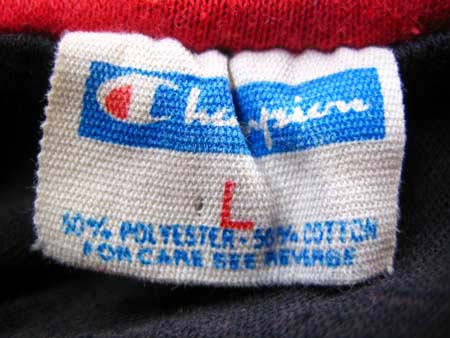 Champion
L
50% POLYESTER - 50% COTTON
FOR CARE SEE REVERSE